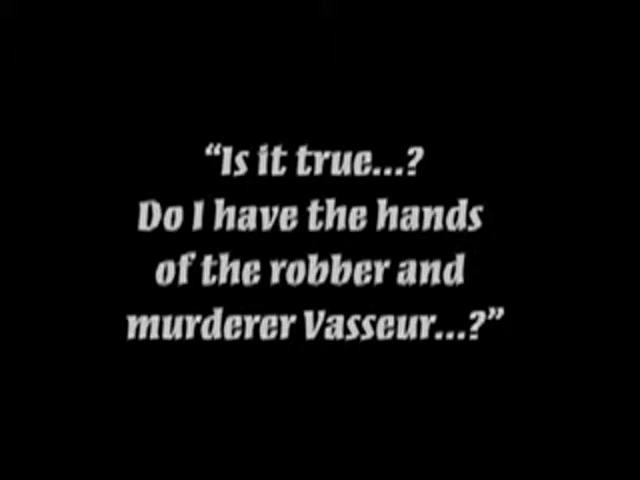 “Is it true...?
Do I have the hands
of the robber and
murderer Vasseur...?”